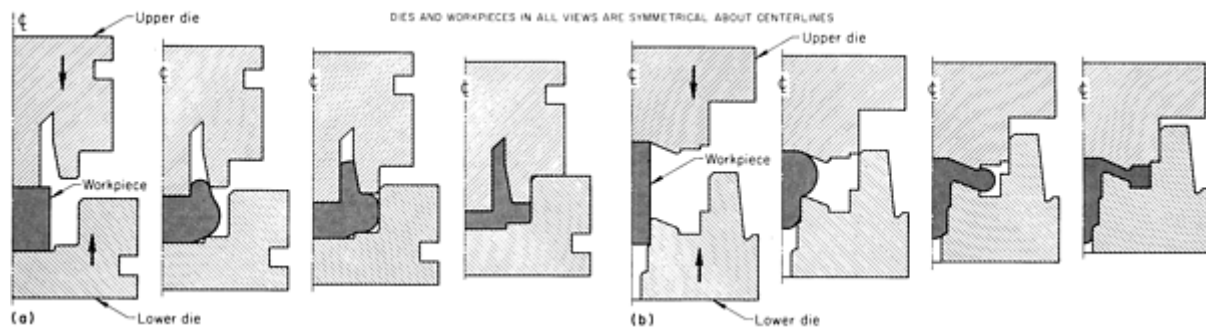 DIES AND WORKPIECES IN ALL VIEWS ARE SYMMETRICAL ABOUT CENTERLINES
℄
Upper die
℄
℄
℄
Workpiece
Lower die
(a)
℄
Upper die
℄
℄
℄
Workpiece
Lower die
(b)